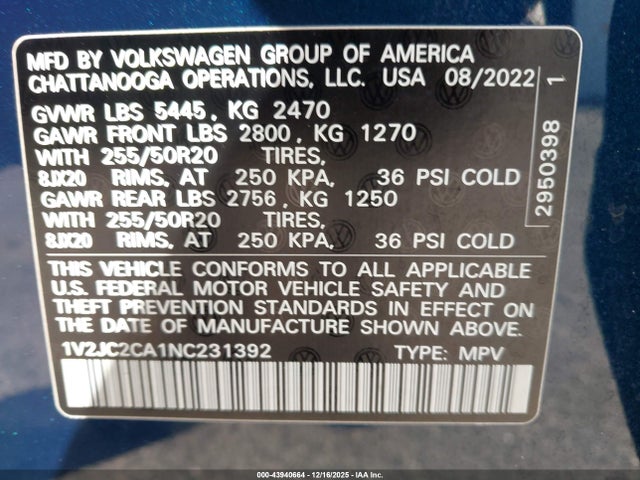 MFD BY VOLKSWAGEN GROUP OF AMERICA
CHATTANOOGA OPERATIONS, LLC. USA 08/2022
GVWR LBS 5445, KG 2470
GAWR FRONT LBS 2800, KG 1270
WITH 255/50R20 TIRES,
8JX20 RIMS, AT 250 KPA, 36 PSI COLD
GAWR REAR LBS 2756, KG 1250
WITH 255/50R20 TIRES,
8JX20 RIMS, AT 250 KPA, 36 PSI COLD
THIS VEHICLE CONFORMS TO ALL APPLICABLE
U.S. FEDERAL MOTOR VEHICLE SAFETY AND
THEFT PREVENTION STANDARDS IN EFFECT ON
THE DATE OF MANUFACTURE SHOWN ABOVE.
1V2JC2CA1NC231392 TYPE: MPV
2950398 1
000-43940664 - 12/16/2025 - IAA Inc.